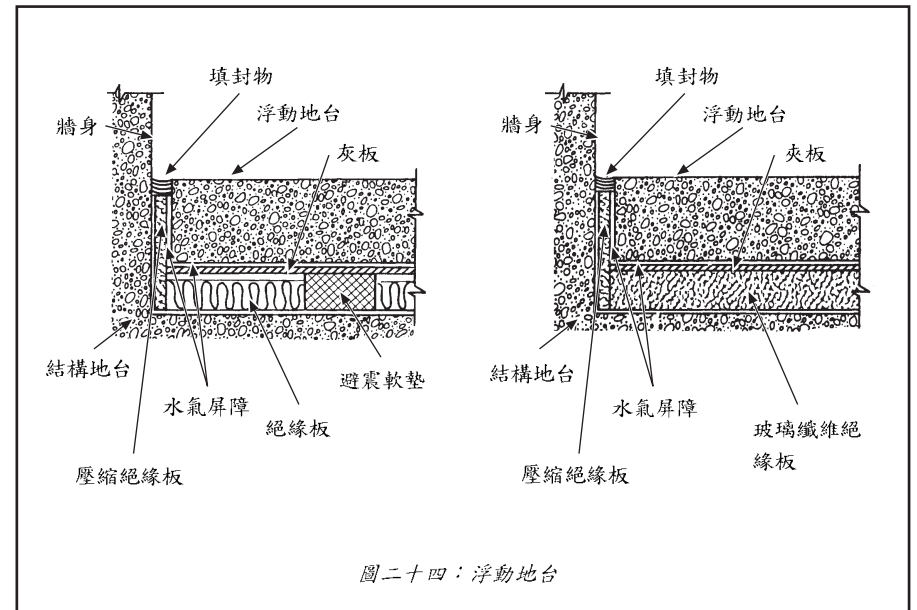 填封物
浮動地台
牆身
灰板
結構地台
水氣屏障
絕緣板
避震軟墊
壓縮絕緣板
填封物
浮動地台
牆身
夾板
結構地台
水氣屏障
玻璃纖維絕
緣板
壓縮絕緣板
圖二十四：浮動地台